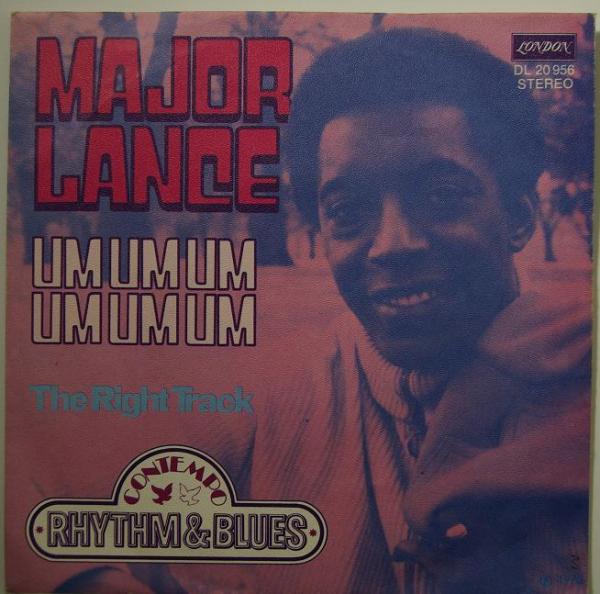 MAJOR
LANCE
LONDON
DL 20 956
STEREO
UM UM UM
UM UM UM
The Right Track
CONTEMPO
RHYTHM & BLUES